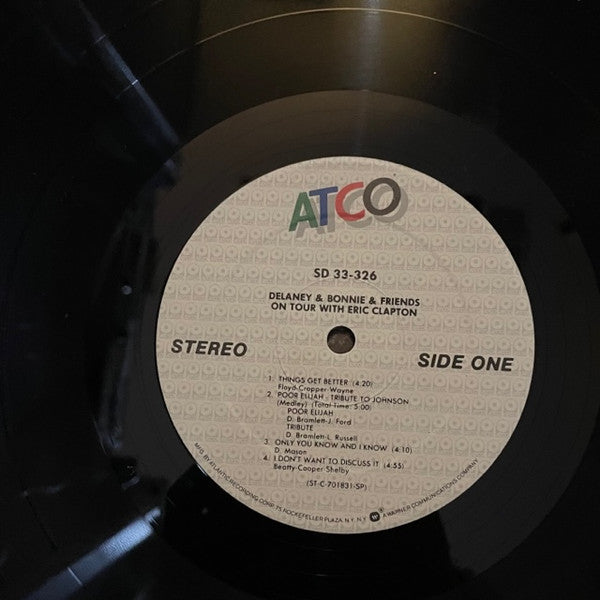 ATCO
SD 33-326
DELANEY & BONNIE & FRIENDS
ON TOUR WITH ERIC CLAPTON
STEREO
SIDE ONE
1. THINGS GET BETTER (4:20)
Floyd-Cropper-Wayne
2. POOR ELIJAH - TRIBUTE TO JOHNSON
(Medley) (Total Time: 5:00)
POOR ELIJAH
D. Bramlett-J. Ford
TRIBUTE
D. Bramlett-L. Russell
3. ONLY YOU KNOW AND I KNOW (4:10)
D. Mason
4. I DON'T WANT TO DISCUSS IT (4:55)
Beatty Cooper Shelby
(ST-C-701831-SP)
MFG. BY ATLANTIC RECORDING CORP. 75 ROCKEFELLER PLAZA, N.Y. N.Y. ® A WARNER COMMUNICATIONS COMPANY